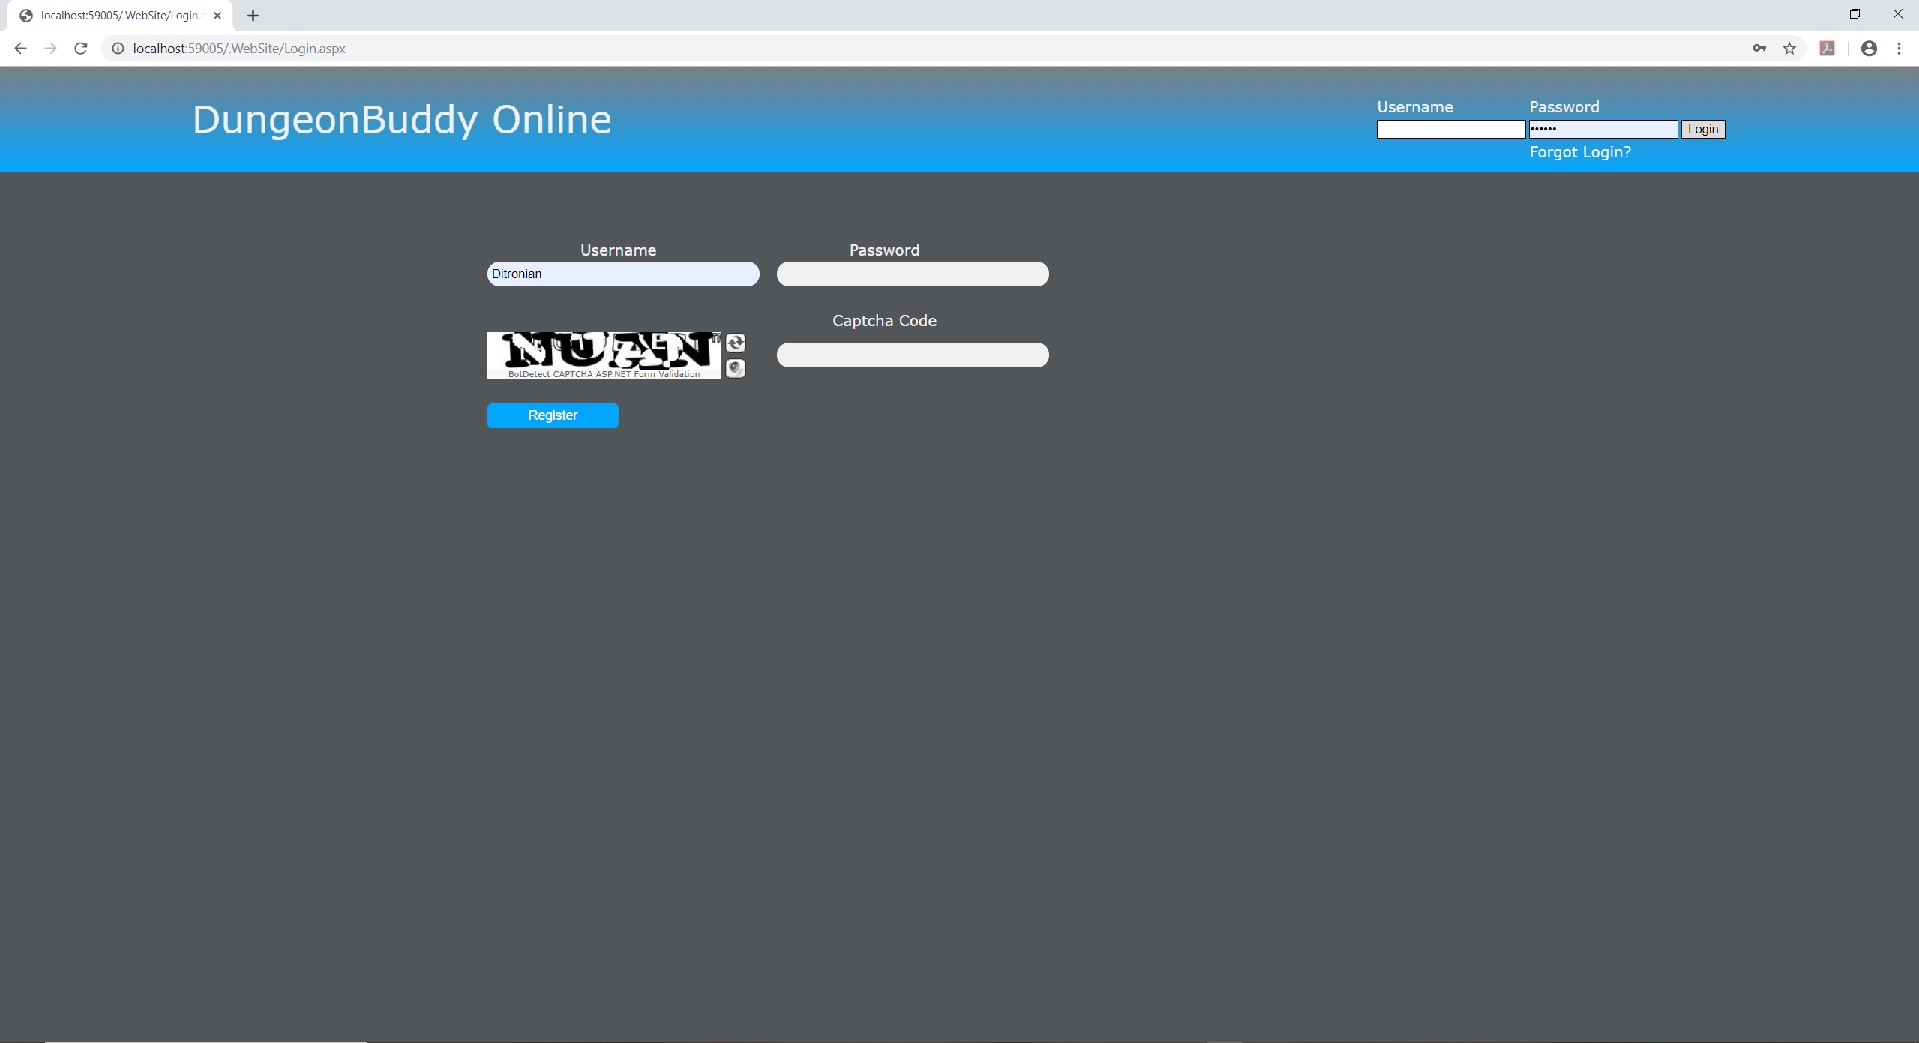 localhost:59005/.WebSite/Login.
localhost:59005/.WebSite/Login.aspx
DungeonBuddy Online
Username Password
•••••• Login
Forgot Login?
Username Password
Ditronian
Captcha Code
BotDetect CAPTCHA ASP.NET Form Validation
Register